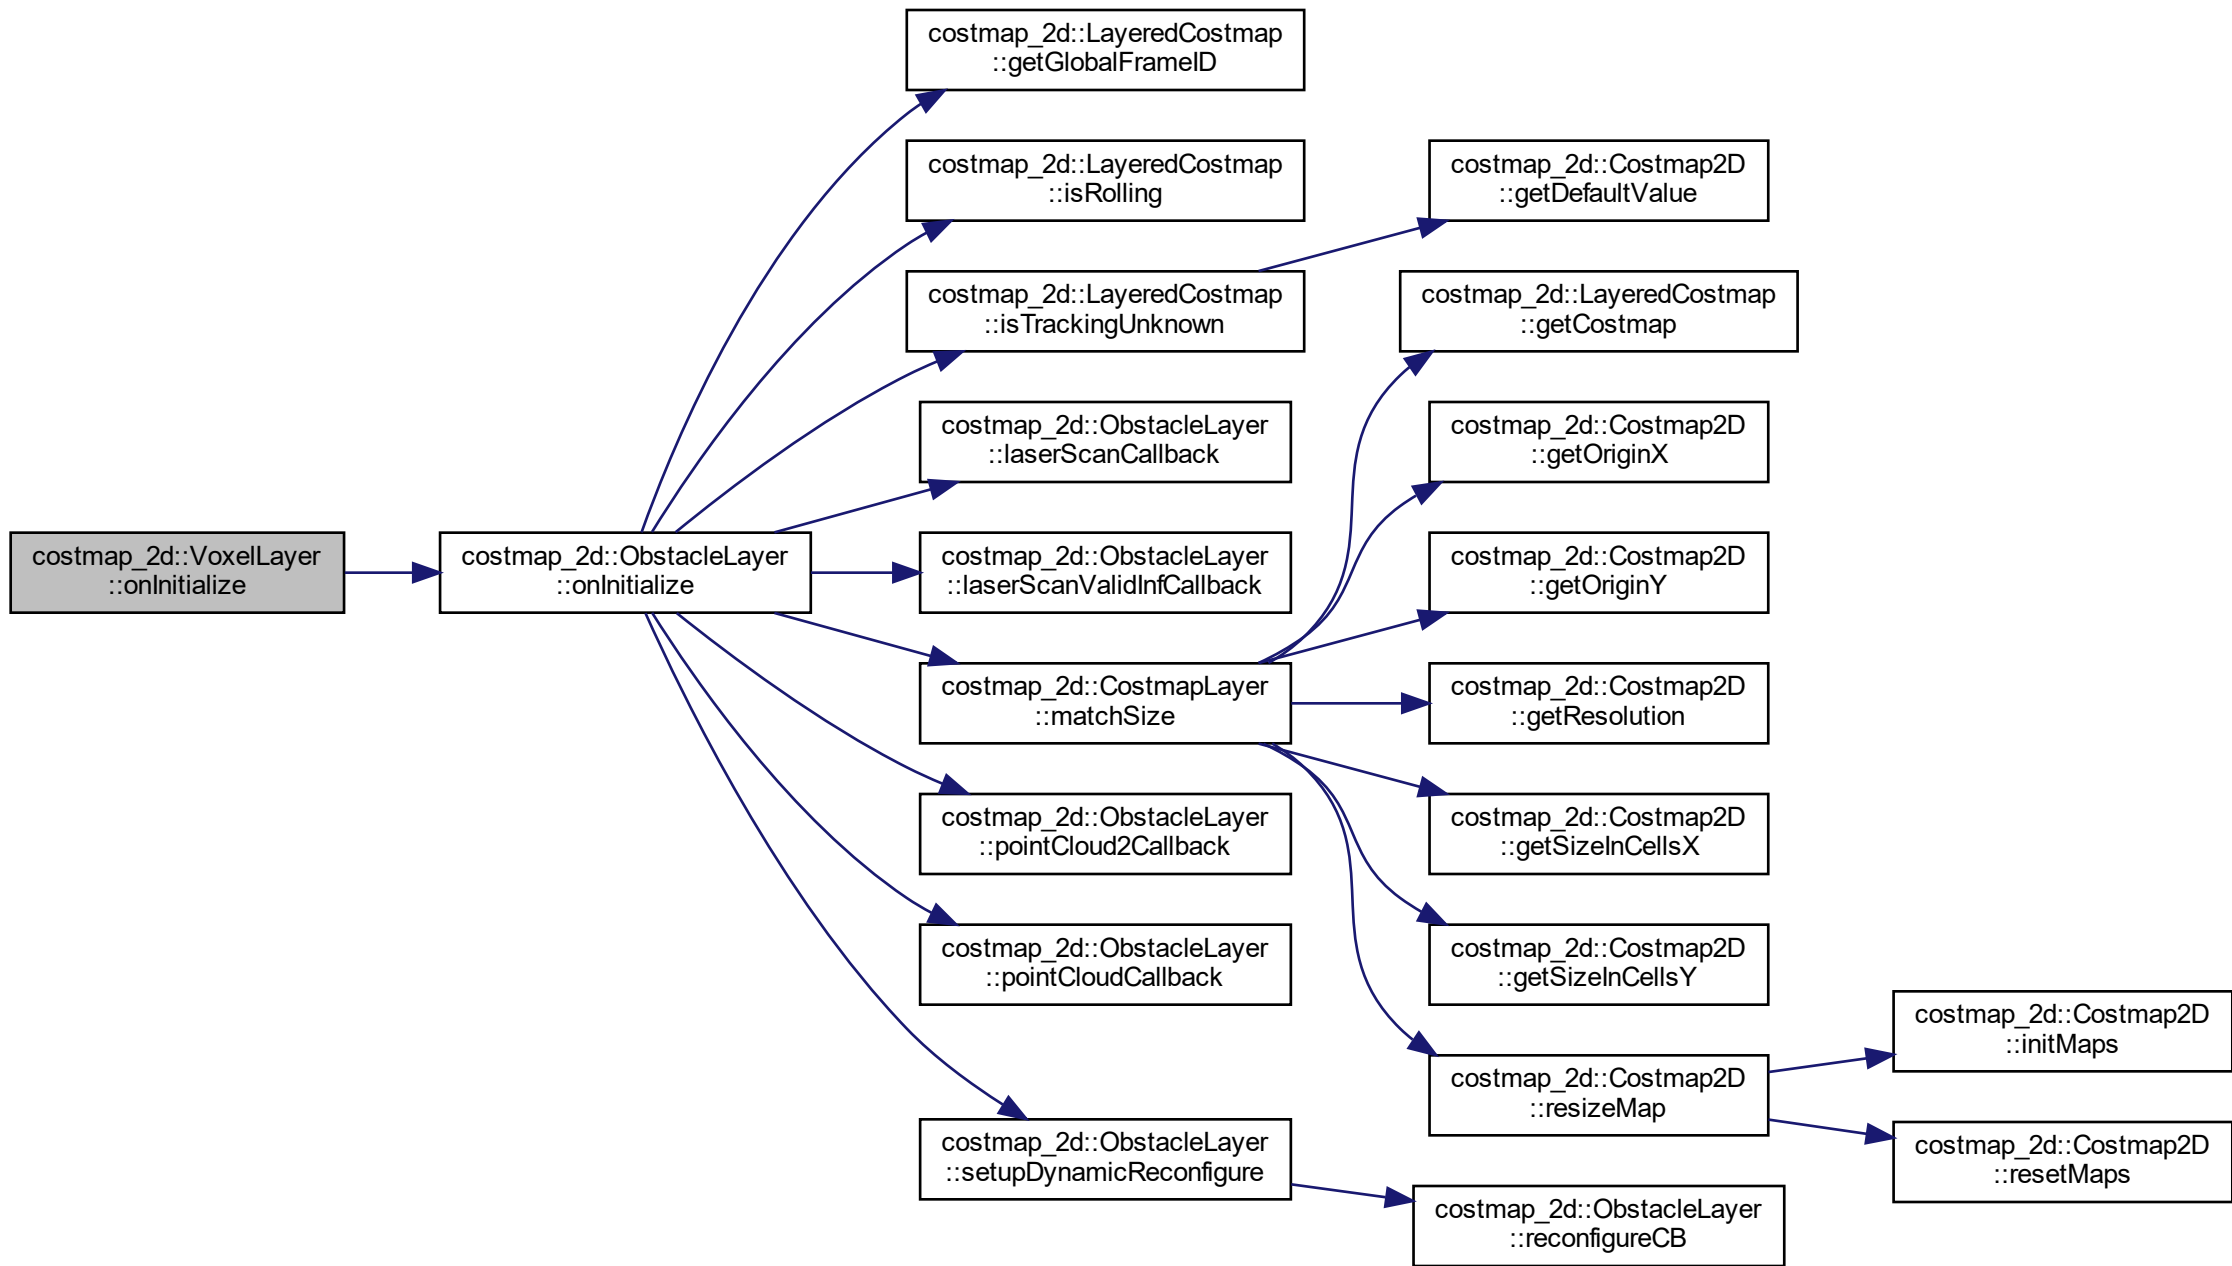 costmap_2d::VoxelLayer
::onInitialize
costmap_2d::ObstacleLayer
::onInitialize
costmap_2d::LayeredCostmap
::getGlobalFrameID
costmap_2d::LayeredCostmap
::isRolling
costmap_2d::LayeredCostmap
::isTrackingUnknown
costmap_2d::ObstacleLayer
::laserScanCallback
costmap_2d::ObstacleLayer
::laserScanValidInfCallback
costmap_2d::CostmapLayer
::matchSize
costmap_2d::ObstacleLayer
::pointCloud2Callback
costmap_2d::ObstacleLayer
::pointCloudCallback
costmap_2d::ObstacleLayer
::setupDynamicReconfigure
costmap_2d::Costmap2D
::getDefaultValue
costmap_2d::LayeredCostmap
::getCostmap
costmap_2d::Costmap2D
::getOriginX
costmap_2d::Costmap2D
::getOriginY
costmap_2d::Costmap2D
::getResolution
costmap_2d::Costmap2D
::getSizeInCellsX
costmap_2d::Costmap2D
::getSizeInCellsY
costmap_2d::Costmap2D
::resizeMap
costmap_2d::ObstacleLayer
::reconfigureCB
costmap_2d::Costmap2D
::initMaps
costmap_2d::Costmap2D
::resetMaps